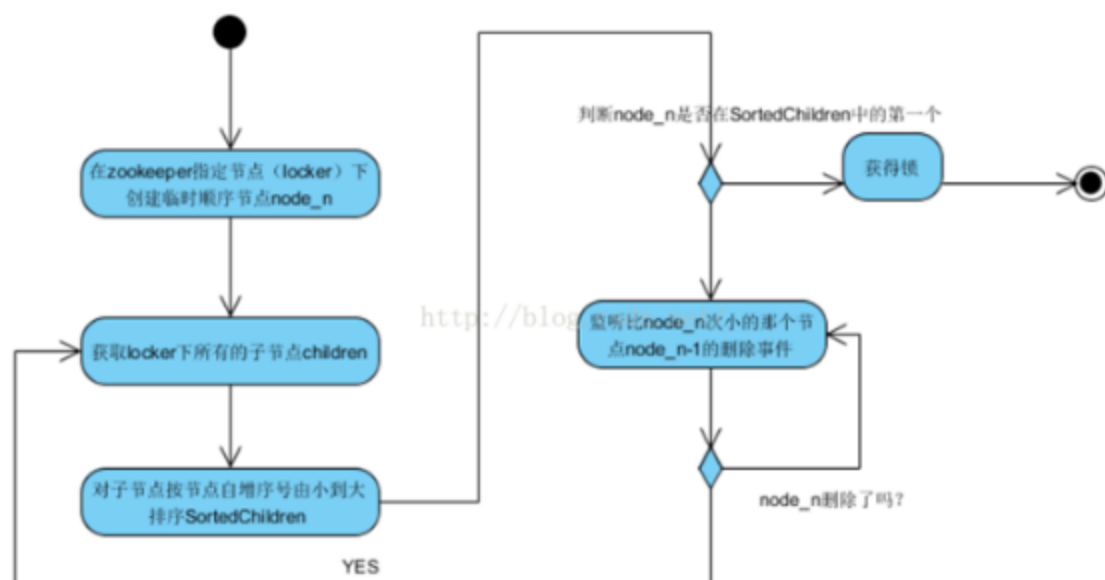 在zookeeper指定节点（locker）下
创建临时顺序节点node_n
获取locker下所有的子节点children
对子节点按节点自增序号由小到大
排序SortedChildren
YES
判断node_n是否在SortedChildren中的第一个
获得锁
http://blog
监听比node_n次小的那个节
点node_n-1的删除事件
node_n删除了吗?